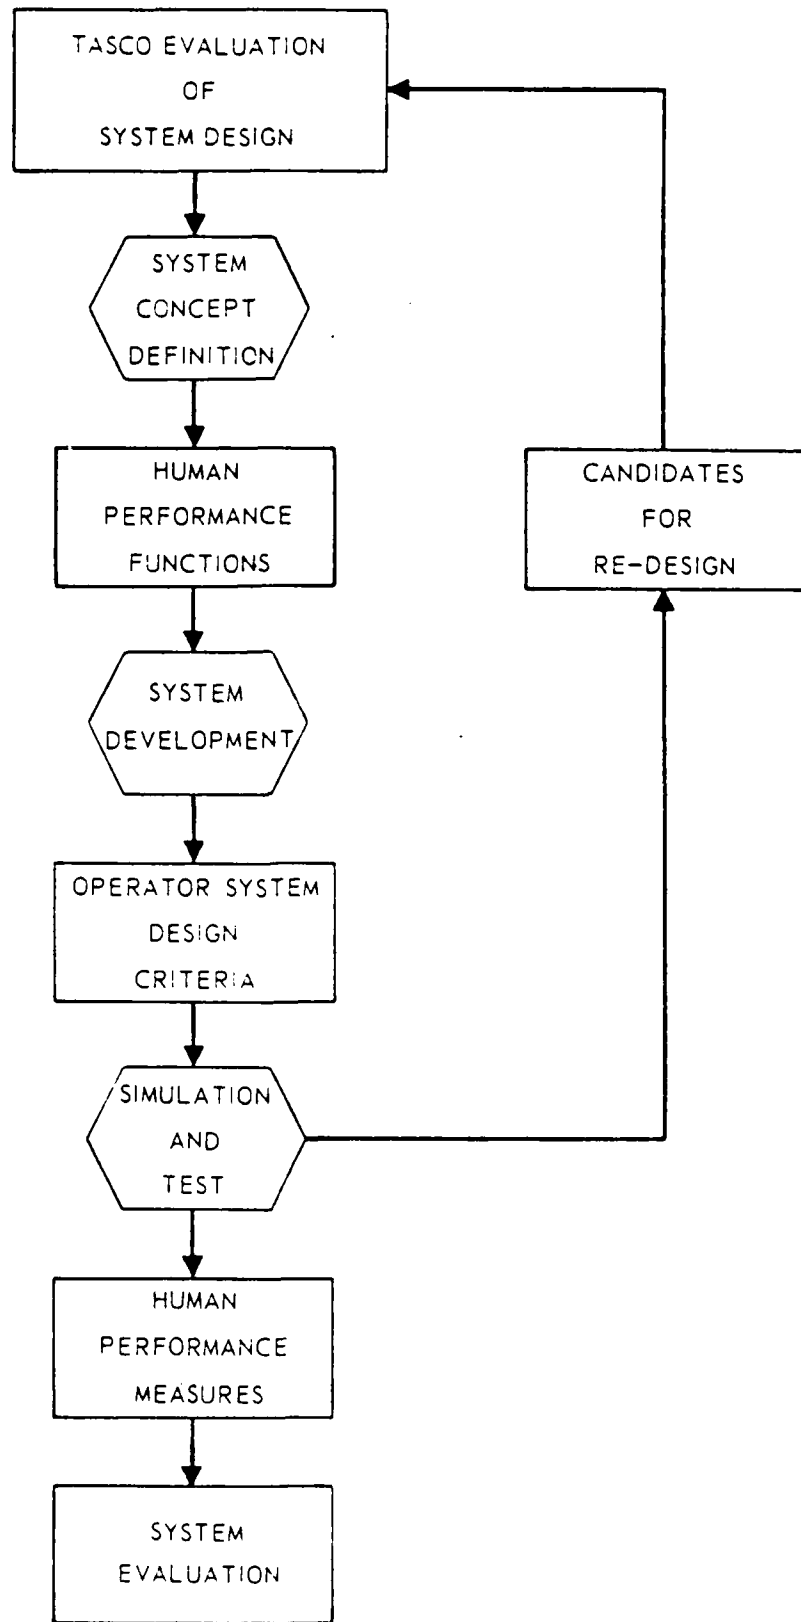 TASCO EVALUATION
OF
SYSTEM DESIGN
SYSTEM
CONCEPT
DEFINITION
HUMAN
PERFORMANCE
FUNCTIONS
CANDIDATES
FOR
RE-DESIGN
SYSTEM
DEVELOPMENT
OPERATOR SYSTEM
DESIGN
CRITERIA
SIMULATION
AND
TEST
HUMAN
PERFORMANCE
MEASURES
SYSTEM
EVALUATION